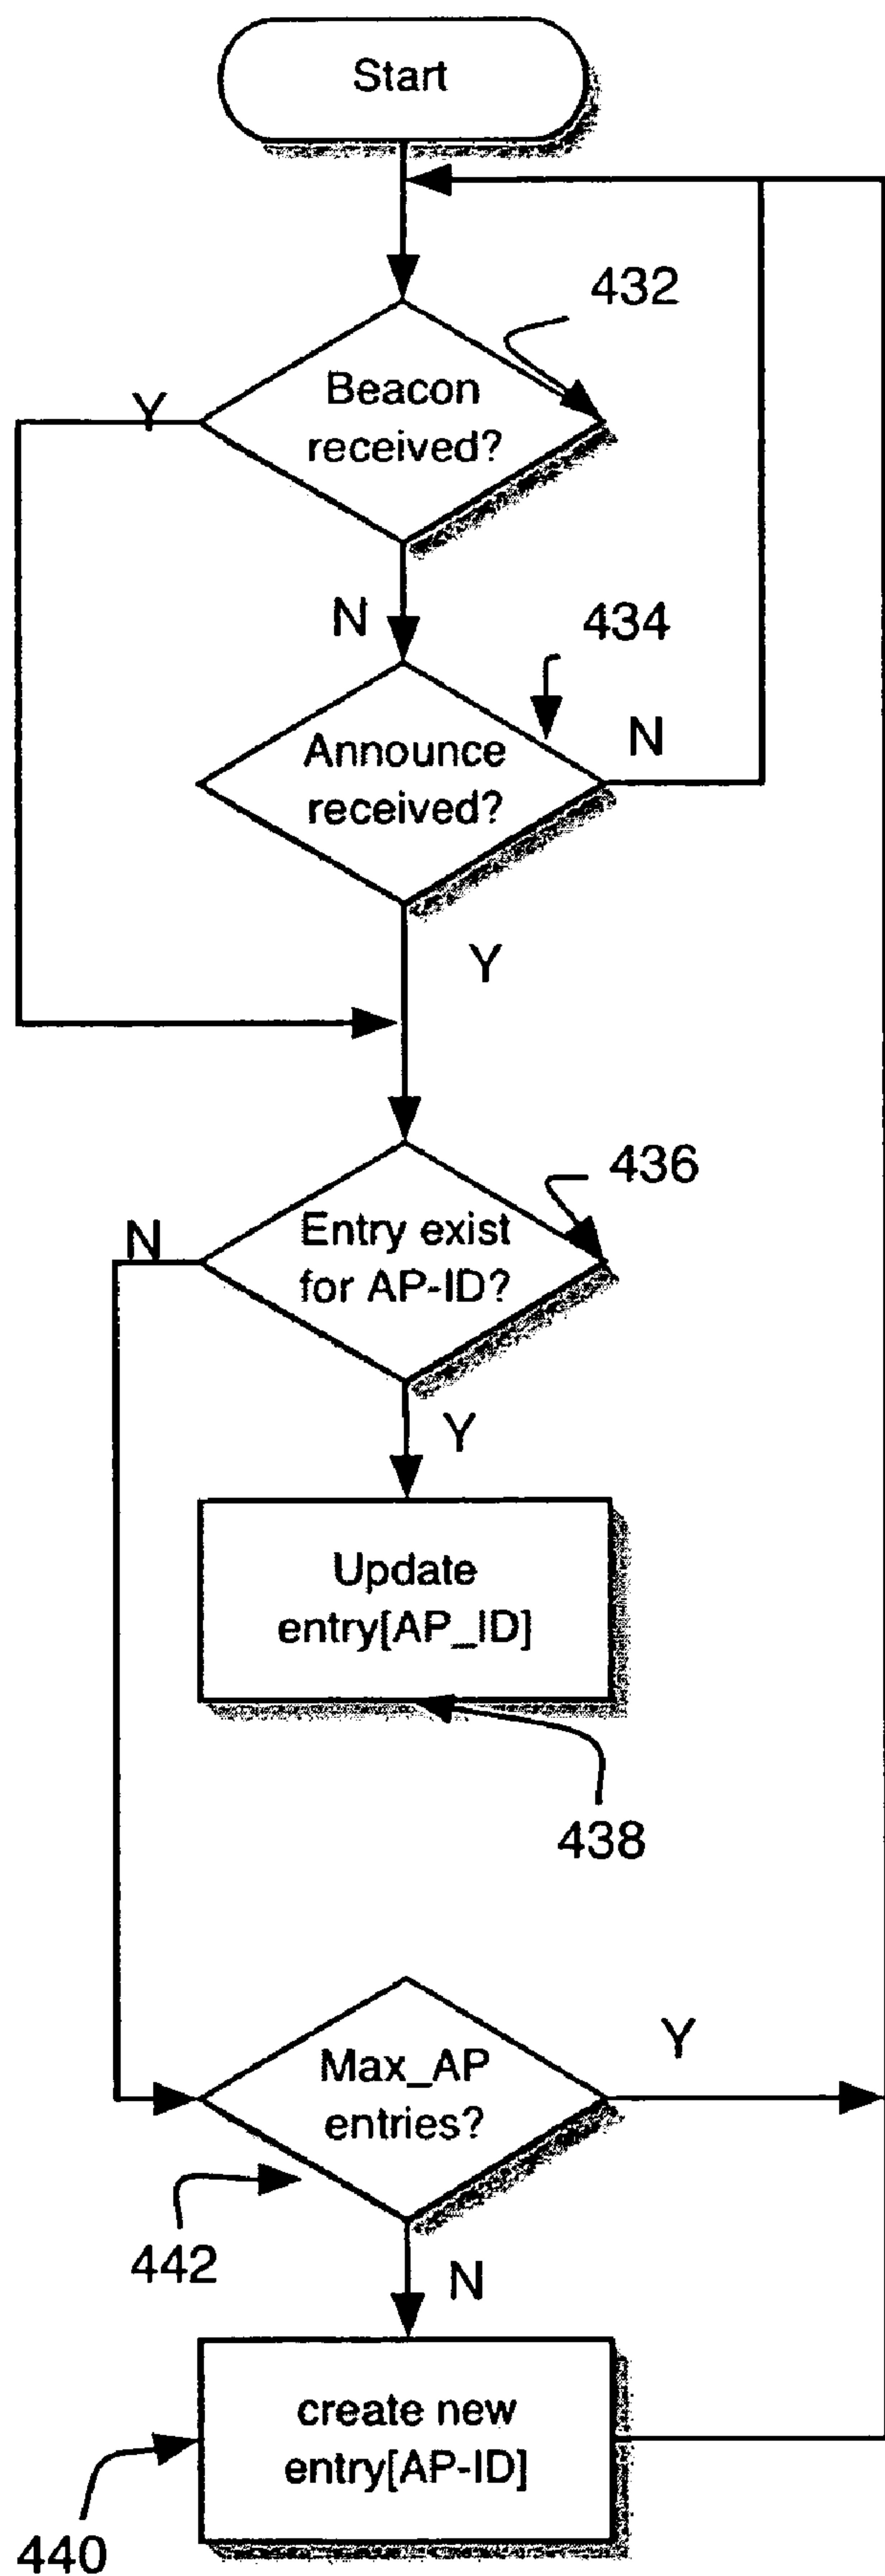 Start
432
Beacon
received?
Y
N
434
Announce
received?
N
Y
436
Entry exist
for AP-ID?
N
Y
Update
entry[AP_ID]
438
Max_AP
entries?
Y
442
N
create new
entry[AP-ID]
440